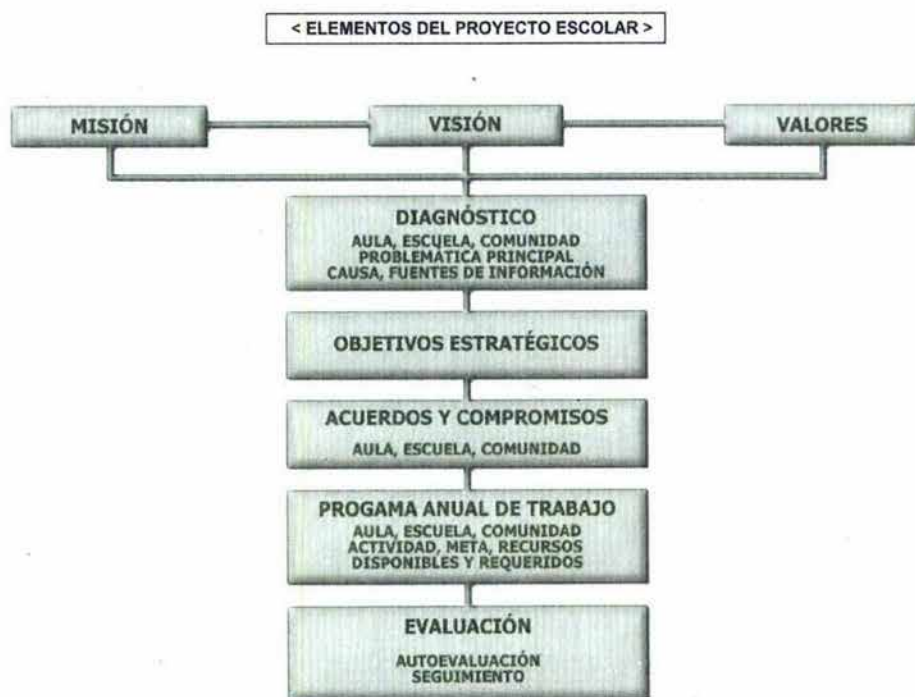 < ELEMENTOS DEL PROYECTO ESCOLAR >
MISIÓN
VISIÓN
VALORES
DIAGNÓSTICO
AULA, ESCUELA, COMUNIDAD
PROBLEMÁTICA PRINCIPAL
CAUSA, FUENTES DE INFORMACIÓN
OBJETIVOS ESTRATÉGICOS
ACUERDOS Y COMPROMISOS
AULA, ESCUELA, COMUNIDAD
PROGAMA ANUAL DE TRABAJO
AULA, ESCUELA, COMUNIDAD
ACTIVIDAD, META, RECURSOS
DISPONIBLES Y REQUERIDOS
EVALUACIÓN
AUTOEVALUACIÓN
SEGUIMIENTO